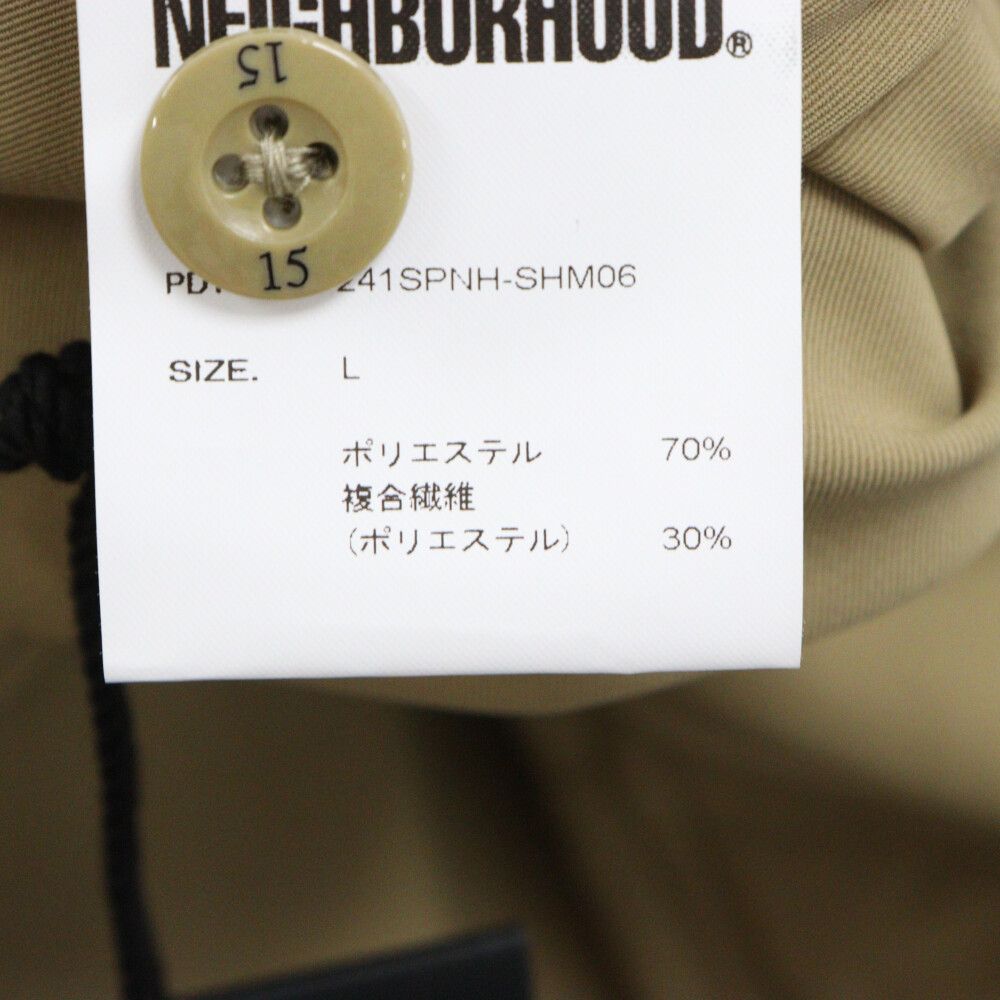 NEIGHBORHOOD®
15
15
241SPNH-SHM06
SIZE. L
ポリエステル 70%
複合繊維
(ポリエステル) 30%